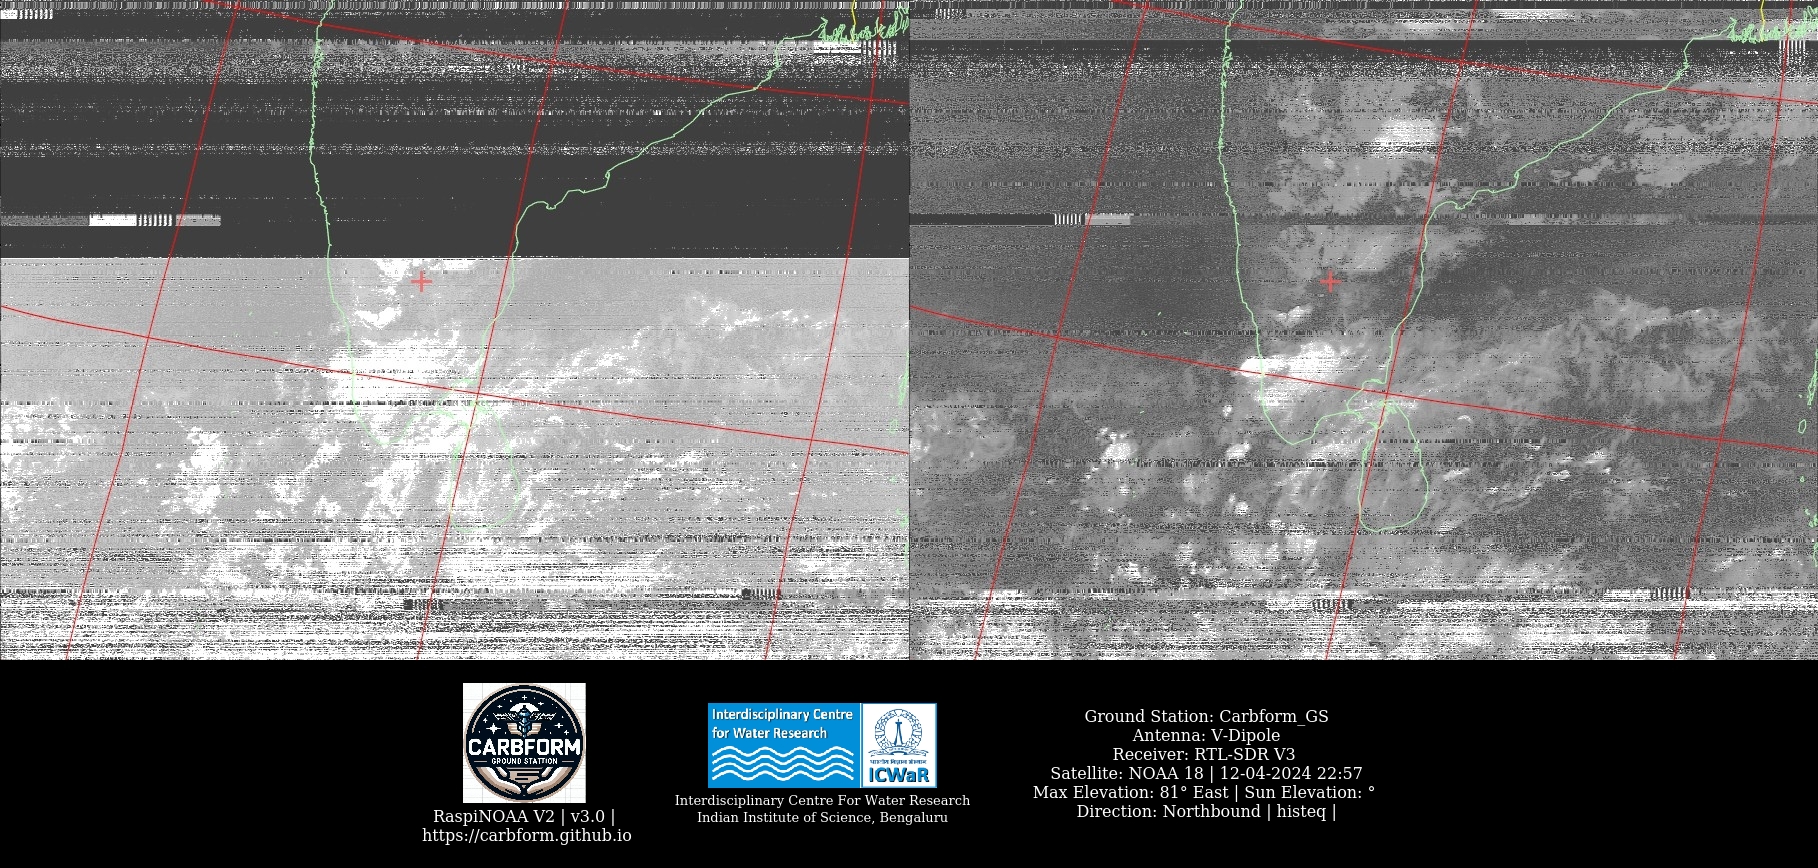 CARBFORM
GROUND STATTION
RaspiNOAA V2 | v3.0 |
https://carbform.github.io
Interdisciplinary Centre
for Water Research
ICWaR
Interdisciplinary Centre For Water Research
Indian Institute of Science, Bengaluru
Ground Station: Carbform_GS
Antenna: V-Dipole
Receiver: RTL-SDR V3
Satellite: NOAA 18 | 12-04-2024 22:57
Max Elevation: 81° East | Sun Elevation: °
Direction: Northbound | histeq |